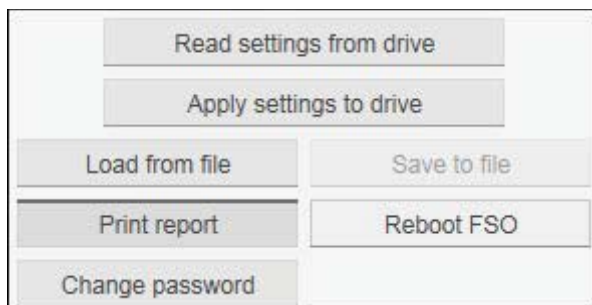 Read settings from drive
Apply settings to drive
Load from file
Save to file
Print report
Reboot FSO
Change password